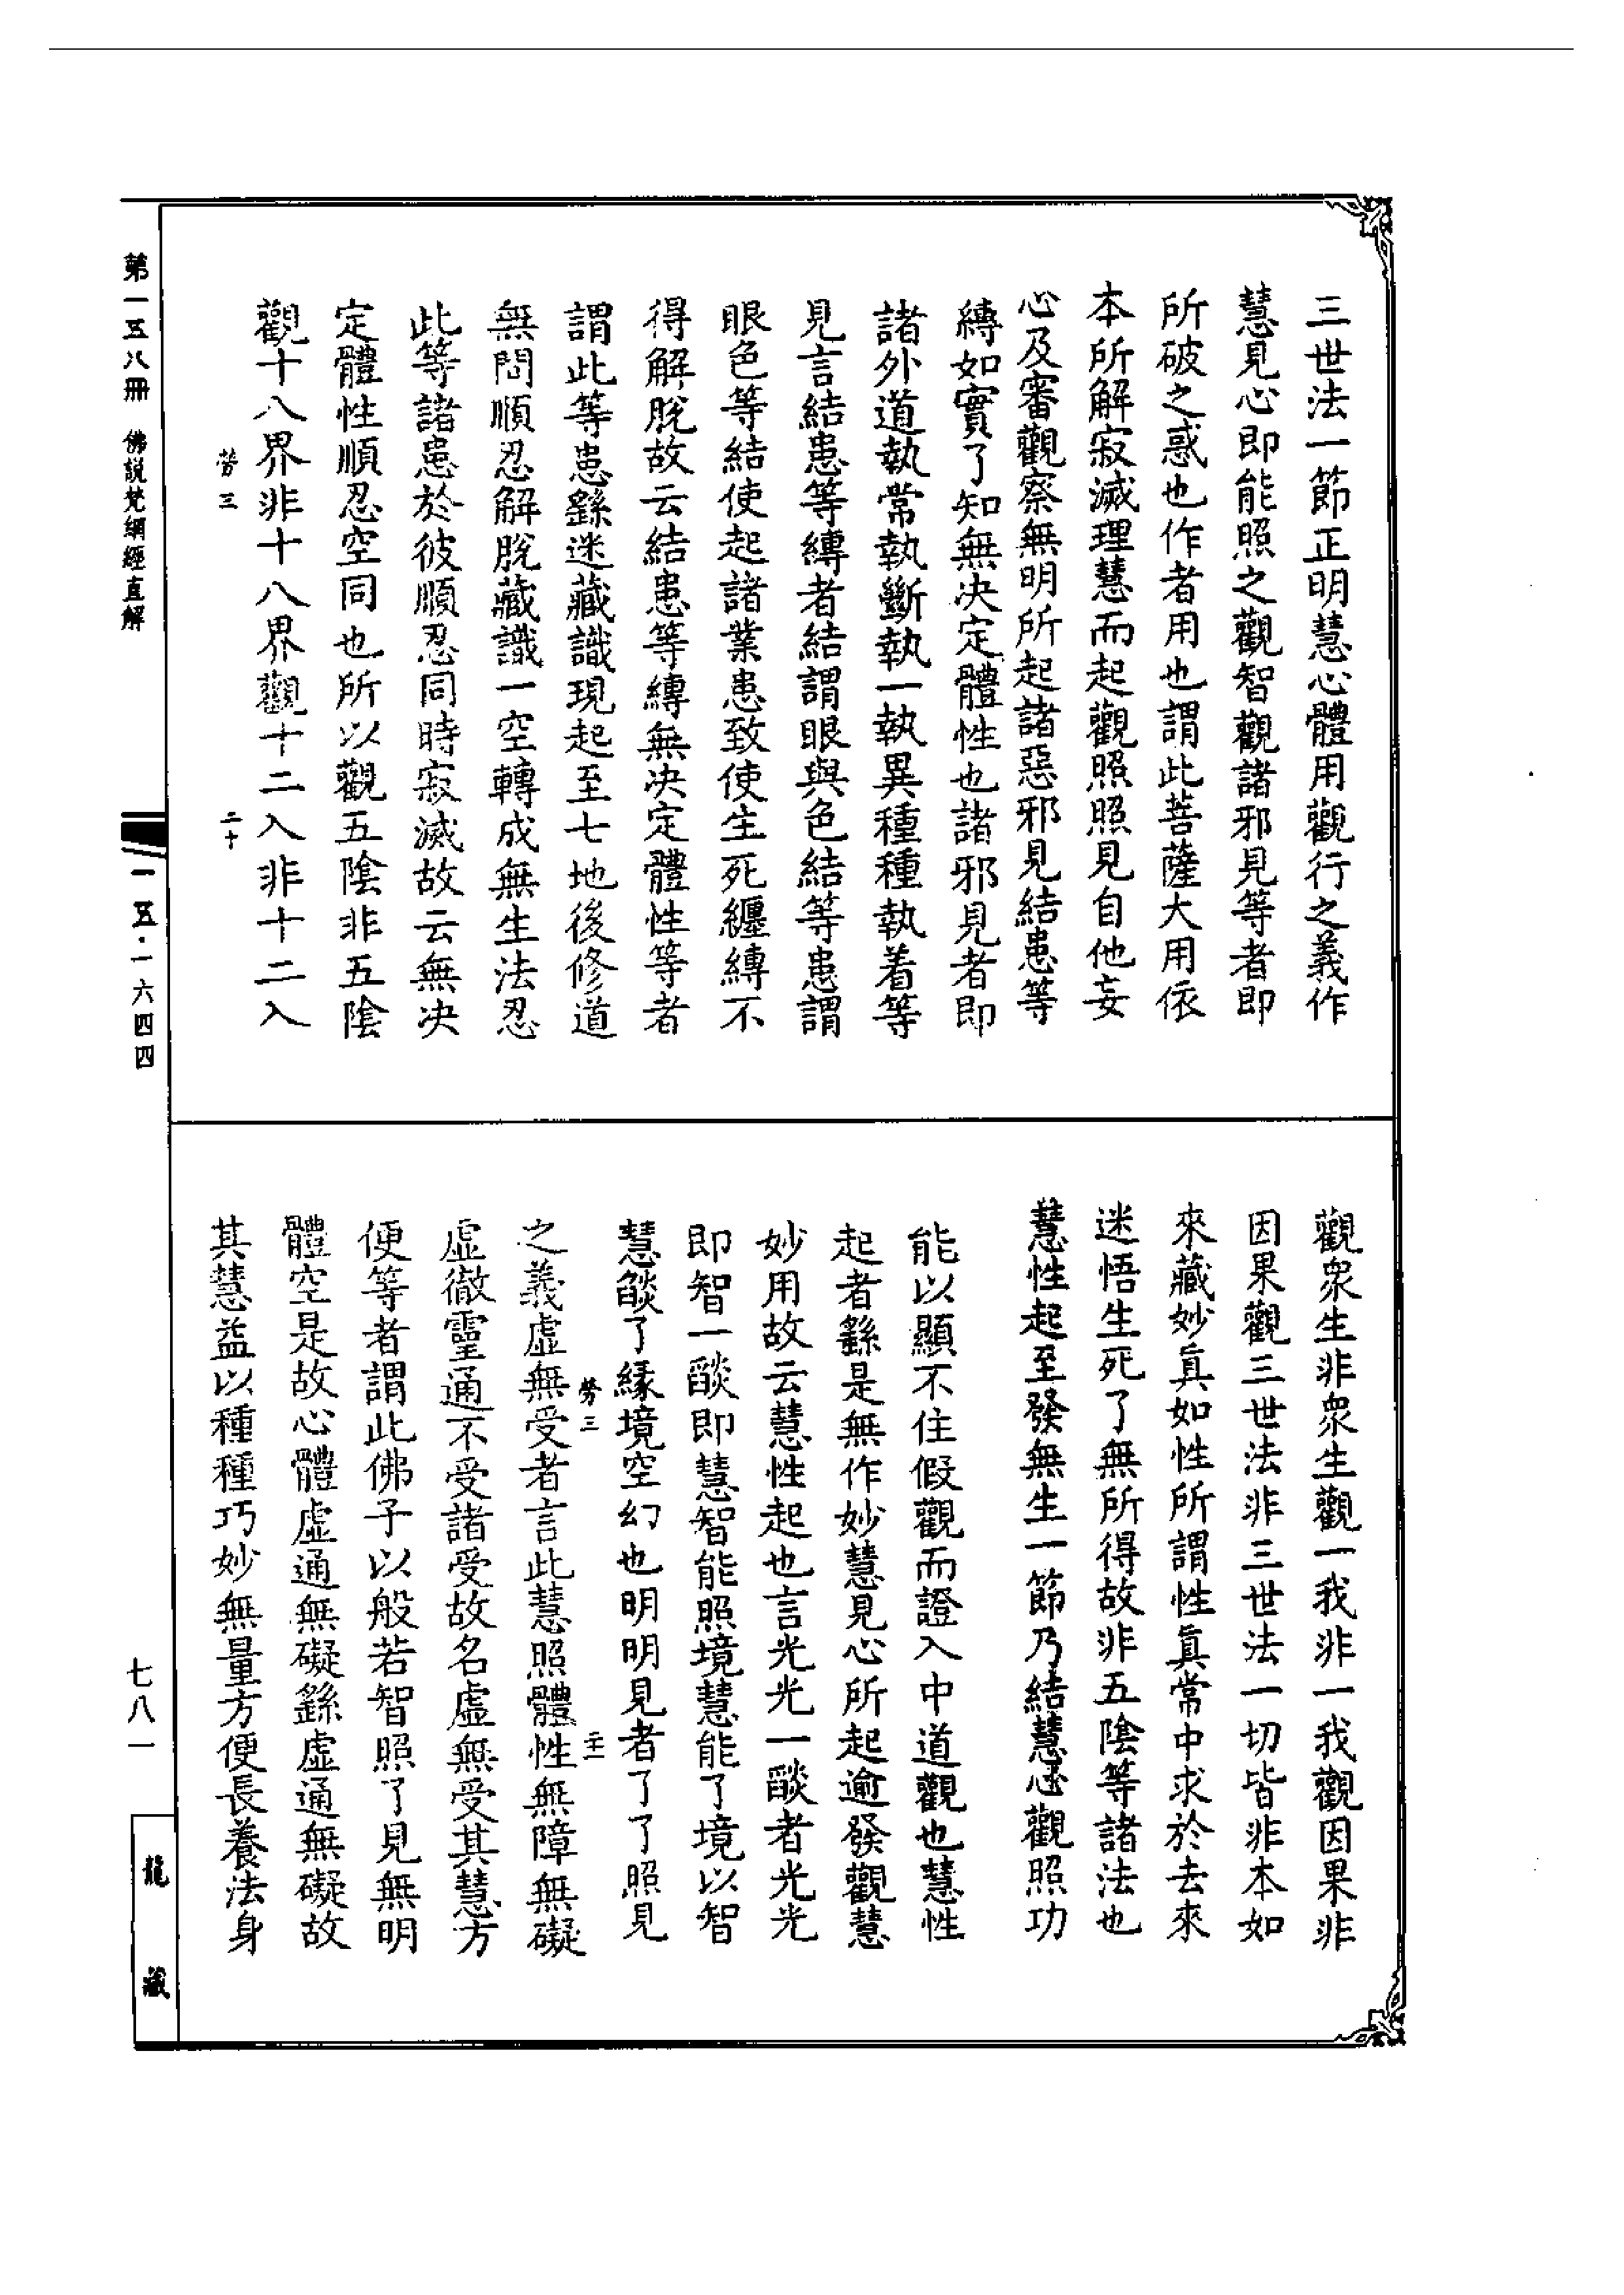 三世法一節正明慧心體用觀行之義作
慧見心即能照之觀智觀諸邪見等者即
所破之惑也作者用也謂此菩薩大用依
本所解寂滅理慧而起觀照照見自他妄
心及審觀察無明所起諸惡邪見結患等
縛如實了知無决定體性也諸邪見者即
諸外道執常執斷執一執異種種執着等
見言結患等縛者結謂眼與色結等患謂
眼色等結使起諸業患致使生死纏縛不
得解脫故云結患等縛無决定體性等者
謂此等患繇迷藏識現起至七地後修道
無間順忍解脫藏識一空轉成無生法忍
此等諸患於彼順忍同時寂滅故云無决
定體性順忍空同也所以觀五陰非五陰
觀十八界非十八界觀十二入非十二入
勞三 二十
觀衆生非衆生觀一我非一我觀因果非
因果觀三世法非三世法一切皆非本如
來藏妙真如性所謂性真常中求於去來
迷悟生死了無所得故非五陰等諸法也
慧性起至發無生一節乃結慧心觀照功
能以顯不住假觀而證入中道觀也慧性
起者繇是無作妙慧見心所起逾發觀慧
妙用故云慧性起也言光光一燄者光光
即智一燄即慧智能照境慧能了境以智
慧燄了緣境空幻也明明見者了了照見
勞三 二十一
之義虛無受者言此慧照體性無障無礙
虛徹靈通不受諸受故名虛無受其慧方
便等者謂此佛子以般若智照了見無明
體空是故心體虛通無礙繇虛通無礙故
其慧益以種種巧妙無量方便長養法身
第一五八冊 佛説梵網經直解
一五·一六四四
七八一
龍藏